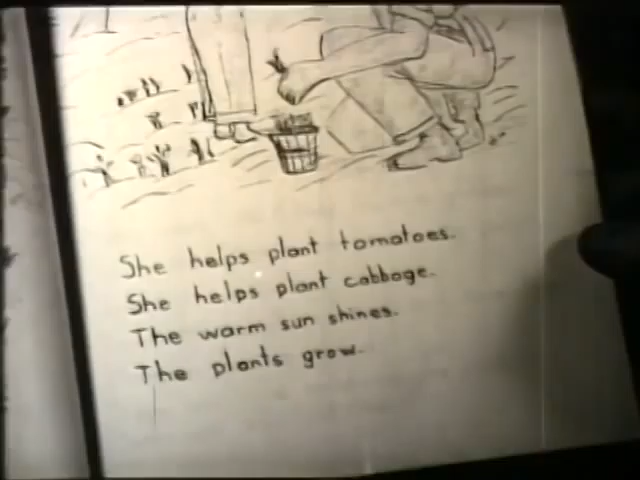 She helps plant tomatoes.
She helps plant cabbage.
The warm sun shines.
The plants grow.